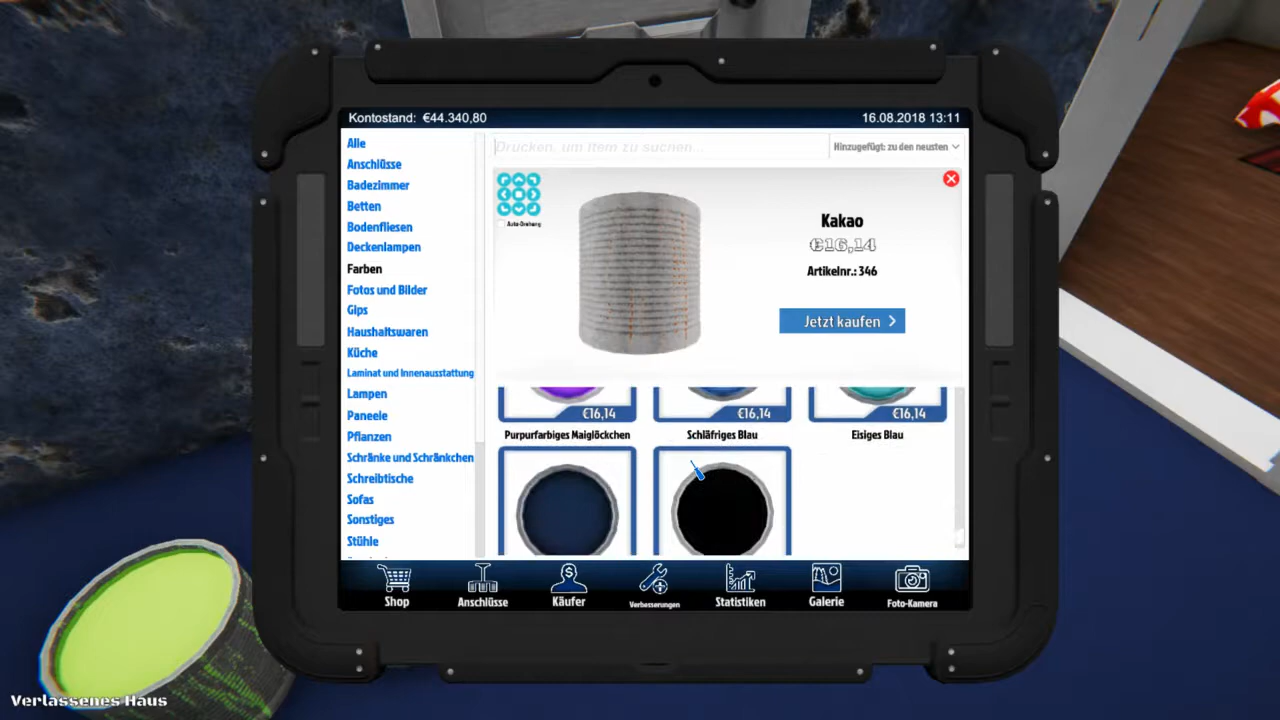 Kontostand: €44.340,80
16.08.2018 13:11
Alle
Anschlüsse
Badezimmer
Betten
Bodenfliesen
Deckenlampen
Farben
Fotos und Bilder
Gips
Haushaltswaren
Küche
Laminat und Innenausstattung
Lampen
Paneele
Pflanzen
Schränke und Schränkchen
Schreibtische
Sofas
Sonstiges
Stühle
Drucken, um Item zu suchen...
Hinzugefügt: zu den neusten
Auto-Drehung
Kakao
€16,14
Artikelnr.: 346
Jetzt kaufen
€16,14
€16,14
€16,14
Purpurfarbiges Maiglöckchen
Schläfriges Blau
Eisiges Blau
Shop
Anschlüsse
Käufer
Verbesserungen
Statistiken
Galerie
Foto-Kamera
Verlassenes Haus